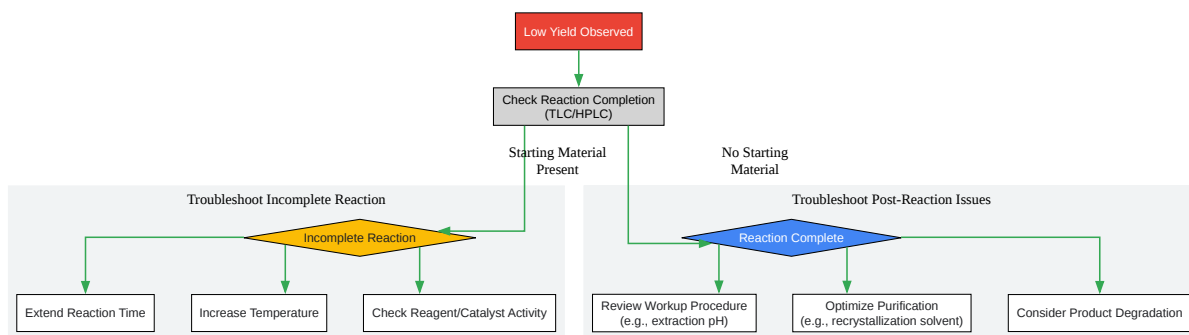 Low Yield Observed
Check Reaction Completion
(TLC/HPLC)
Starting Material
Present
No Starting
Material
Troubleshoot Incomplete Reaction
Incomplete Reaction
Extend Reaction Time
Increase Temperature
Check Reagent/Catalyst Activity
Troubleshoot Post-Reaction Issues
Reaction Complete
Review Workup Procedure
(e.g., extraction pH)
Optimize Purification
(e.g., recrystallization solvent)
Consider Product Degradation